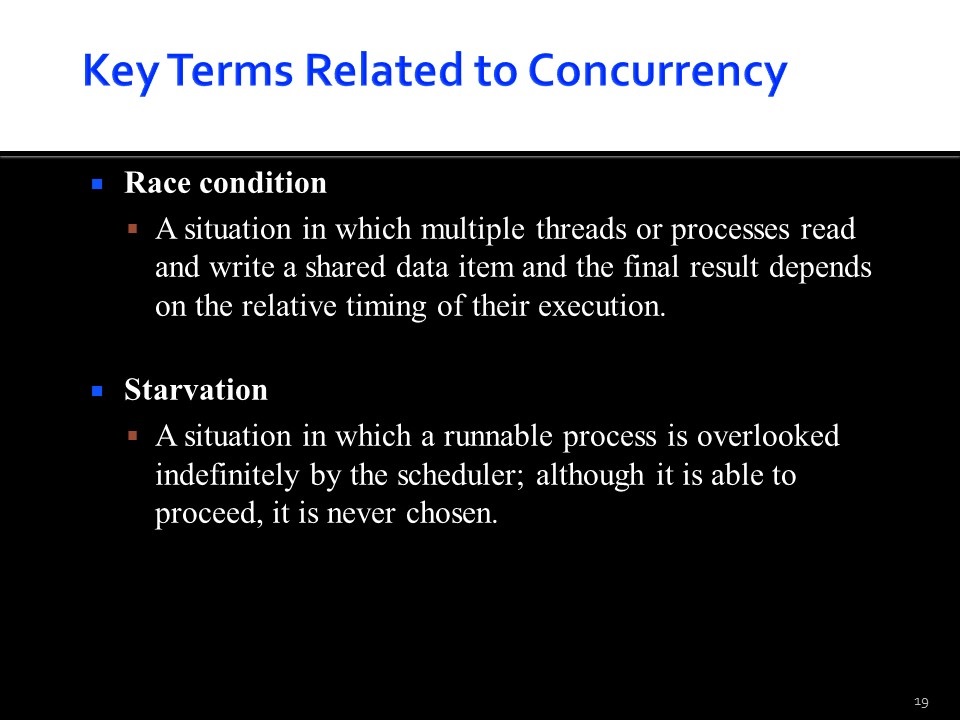 Key Terms Related to Concurrency
Race condition
A situation in which multiple threads or processes read
and write a shared data item and the final result depends
on the relative timing of their execution.
Starvation
A situation in which a runnable process is overlooked
indefinitely by the scheduler; although it is able to
proceed, it is never chosen.
19